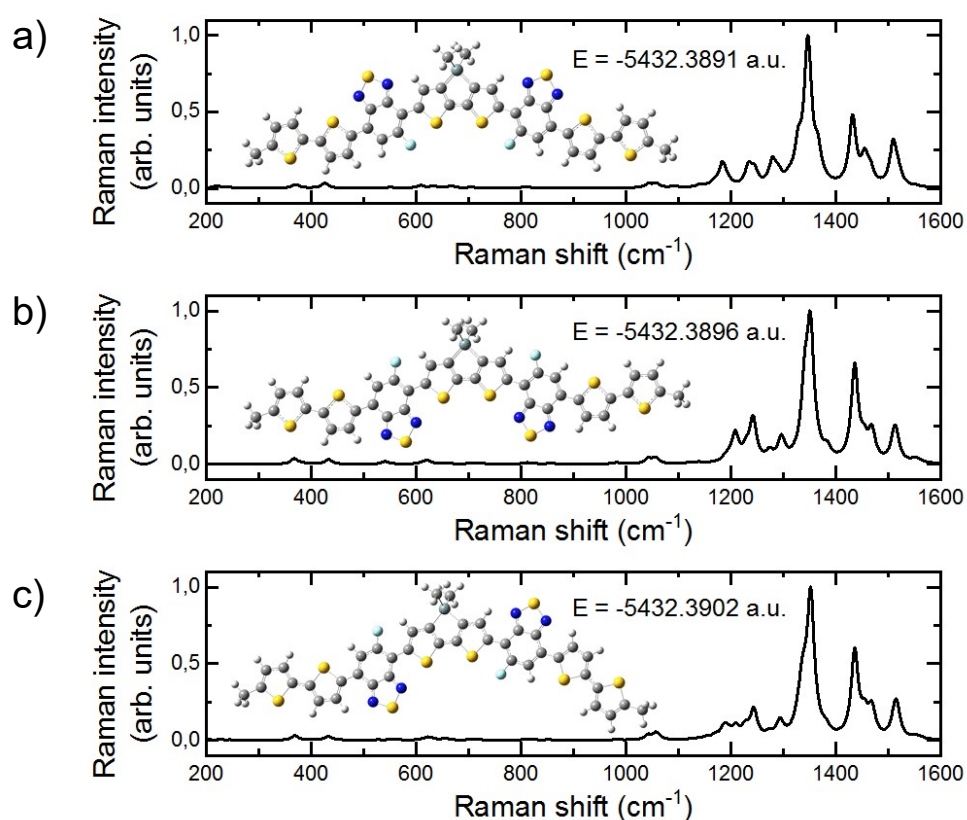 a)
Raman intensity
(arb. units)
1,0
0,5
0,0
E = -5432.3891 a.u.
200 400 600 800 1000 1200 1400 1600
Raman shift (cm-1)
b)
Raman intensity
(arb. units)
1,0
0,5
0,0
E = -5432.3896 a.u.
200 400 600 800 1000 1200 1400 1600
Raman shift (cm-1)
c)
Raman intensity
(arb. units)
1,0
0,5
0,0
E = -5432.3902 a.u.
200 400 600 800 1000 1200 1400 1600
Raman shift (cm-1)